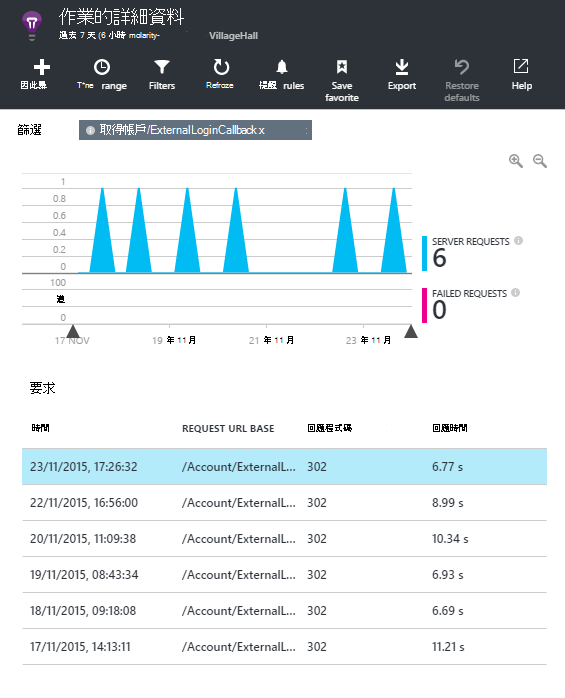 作業的詳細資料
過去 7 天 (6 小時 molarity-
VillageHall
因此熱
T*ne range
Filters
Refroze
提醒 rules
Save favorite
Export
Restore defaults
Help
篩選
取得帳戶/ExternalLoginCallback x
1
0.8
0.6
0.4
0.2
0
100
邊
0
17 NOV
19 年 11 月
21 年 11 月
23 年 11 月
SERVER REQUESTS
6
FAILED REQUESTS
0
要求
時間 REQUEST URL BASE 回應程式碼 回應時間
23/11/2015, 17:26:32 /Account/ExternalL... 302 6.77 s
22/11/2015, 16:56:00 /Account/ExternalL... 302 8.99 s
20/11/2015, 11:09:38 /Account/ExternalL... 302 10.34 s
19/11/2015, 08:43:34 /Account/ExternalL... 302 6.93 s
18/11/2015, 09:18:08 /Account/ExternalL... 302 6.69 s
17/11/2015, 14:13:11 /Account/ExternalL... 302 11.21 s